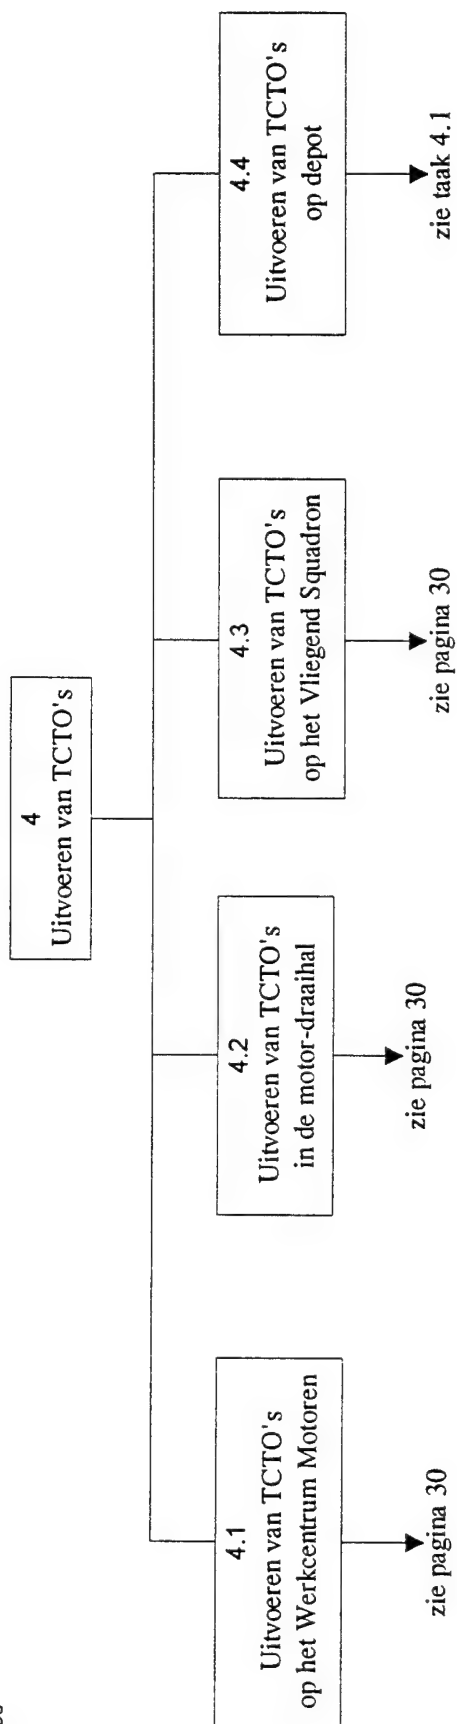 4
Uitvoeren van TCTO's
4.1
Uitvoeren van TCTO's
op het Werkcentrum Motoren
zie pagina 30
4.2
Uitvoeren van TCTO's
in de motor-draaihal
zie pagina 30
4.3
Uitvoeren van TCTO's
op het Vliegend Squadron
zie pagina 30
4.4
Uitvoeren van TCTO's
op depot
zie taak 4.1